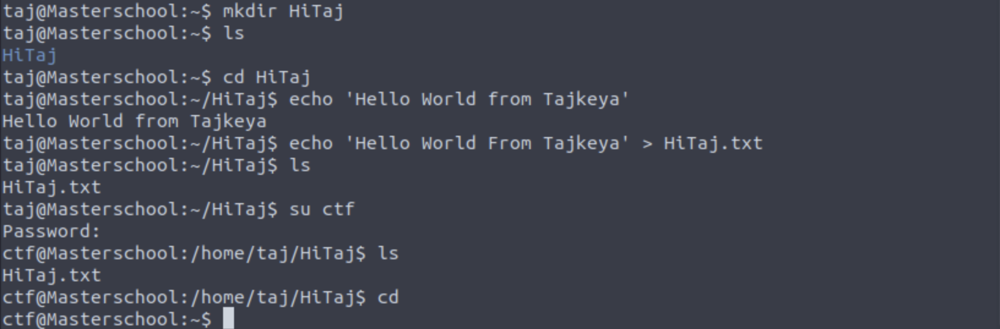 taj@Masterschool:~$ mkdir HiTaj
taj@Masterschool:~$ ls
HiTaj
taj@Masterschool:~$ cd HiTaj
taj@Masterschool:~/HiTaj$ echo 'Hello World from Tajkeya'
Hello World from Tajkeya
taj@Masterschool:~/HiTaj$ echo 'Hello World From Tajkeya' > HiTaj.txt
taj@Masterschool:~/HiTaj$ ls
HiTaj.txt
taj@Masterschool:~/HiTaj$ su ctf
Password:
ctf@Masterschool:/home/taj/HiTaj$ ls
HiTaj.txt
ctf@Masterschool:/home/taj/HiTaj$ cd
ctf@Masterschool:~$